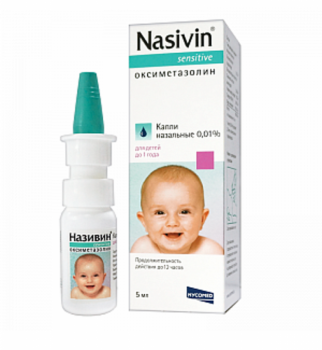 Nasivin®
sensitive
оксиметазолин
Капли
назальные 0,01%
для детей
до 1 года
Продолжительность
действия до 12 часов
5 мл
NYCOMED
Називин®
оксиметазолин